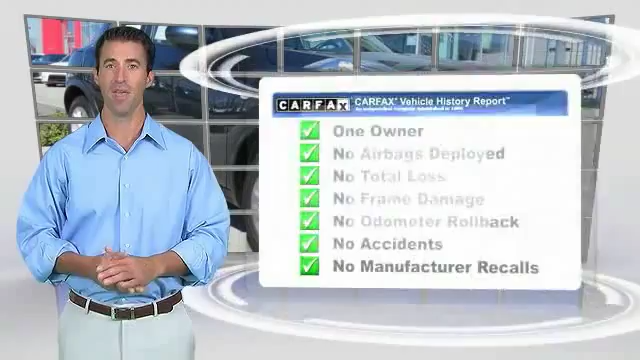 CARFAX CARFAX Vehicle History Report™
One Owner
No Airbags Deployed
No Total Loss
No Frame Damage
No Odometer Rollback
No Accidents
No Manufacturer Recalls